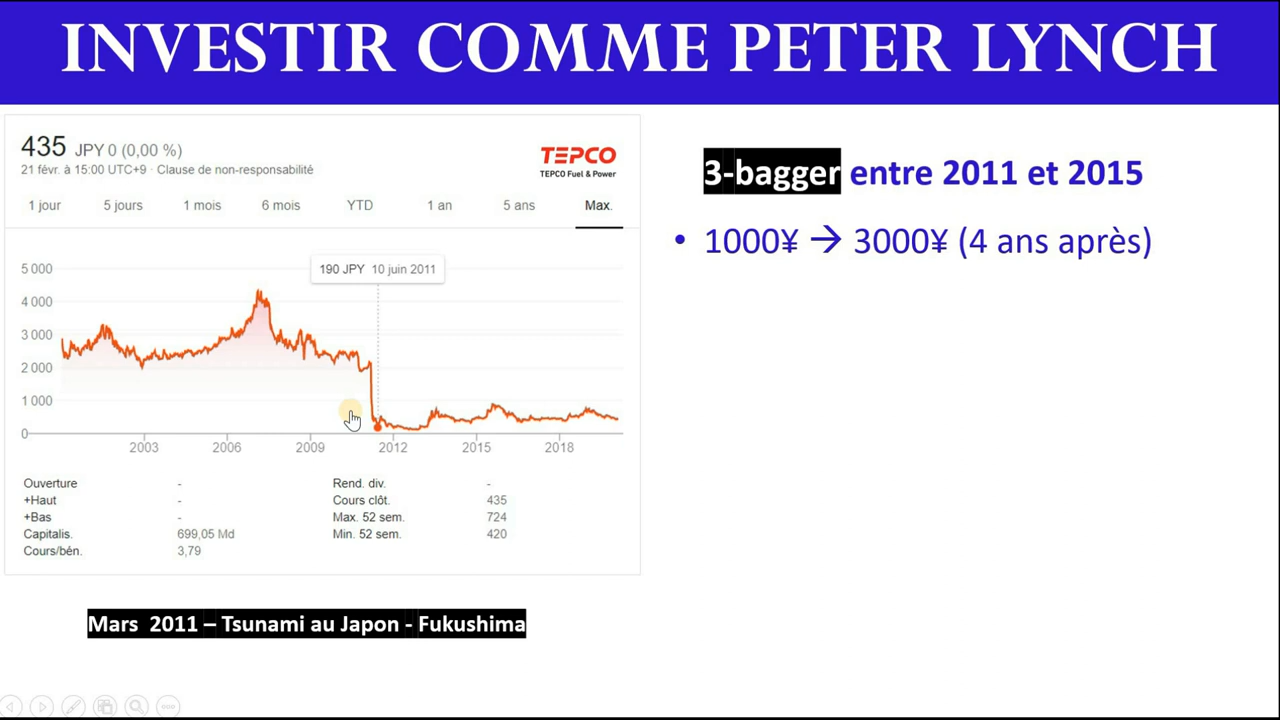 INVESTIR COMME PETER LYNCH
435 JPY 0 (0,00 %)
21 févr. à 15:00 UTC+9 · Clause de non-responsabilité
TEPCO
TEPCO Fuel & Power
1 jour 5 jours 1 mois 6 mois YTD 1 an 5 ans Max.
190 JPY 10 juin 2011
5 000
4 000
3 000
2 000
1 000
0
2003 2006 2009 2012 2015 2018
Ouverture - Rend. div. -
+Haut - Cours clôt. 435
+Bas - Max. 52 sem. 724
Capitalis. 699,05 Md Min. 52 sem. 420
Cours/bén. 3,79
Mars 2011 – Tsunami au Japon - Fukushima
3-bagger entre 2011 et 2015
• 1000¥ → 3000¥ (4 ans après)